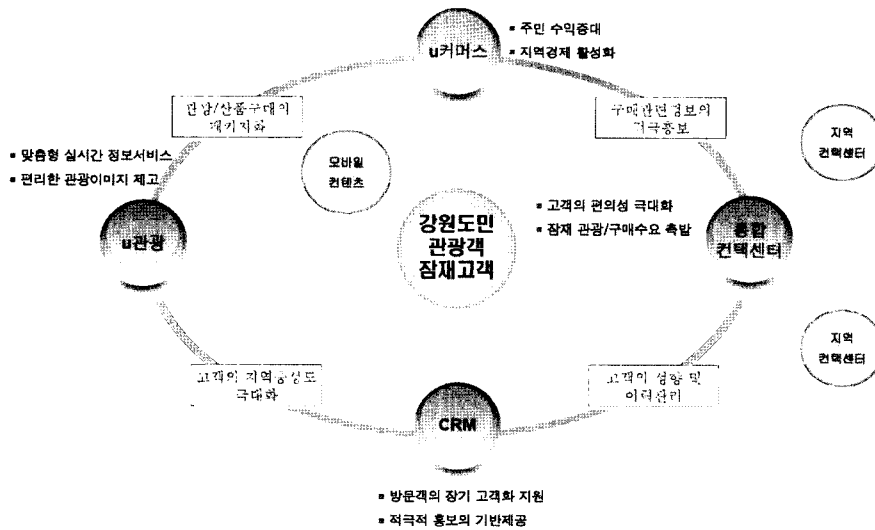 ▪ 주민 수익증대
▪ 지역경제 활성화
u커머스
관광/산품구매의
패키지화
구매관련정보의
적극홍보
지역
컨택센터
▪ 맞춤형 실시간 정보서비스
▪ 편리한 관광이미지 제고
모바일
컨텐츠
▪ 고객의 편의성 극대화
▪ 잠재 관광/구매수요 촉발
강원도민
관광객
잠재고객
u관광
통합
컨택센터
지역
컨택센터
고객의 지역충성도
극대화
고객의 성향 및
이력관리
CRM
▪ 방문객의 장기 고객화 지원
▪ 적극적 홍보의 기반제공